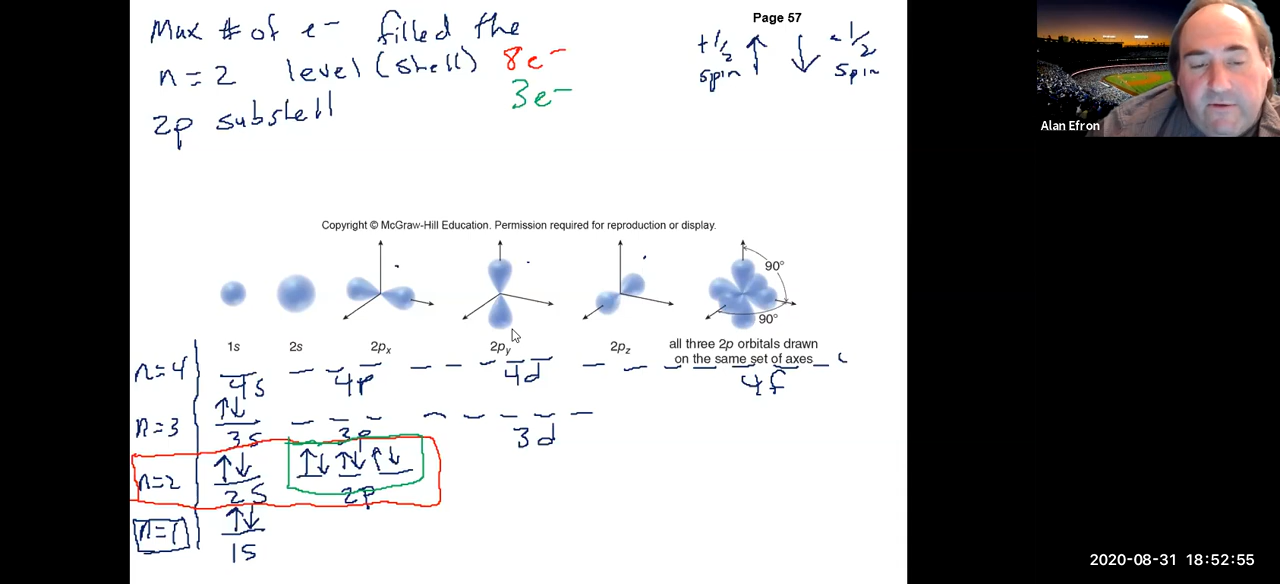 Page 57
Max # of e- filled the
n=2 level (shell) 8e-
2p subshell 3e-
+1/2 spin ↑ ↓ -1/2 spin
Alan Efron
Copyright © McGraw-Hill Education. Permission required for reproduction or display.
90°
90°
1s 2s 2px 2py 2pz all three 2p orbitals drawn
on the same set of axes
n=4 4s 4p 4d 4f
n=3 ↑↓ 3s 3p 3d
n=2 ↑↓ 2s ↑↓ ↑↓ ↑↓ 2p
n=1 ↑↓ 1s
2020-08-31 18:52:55